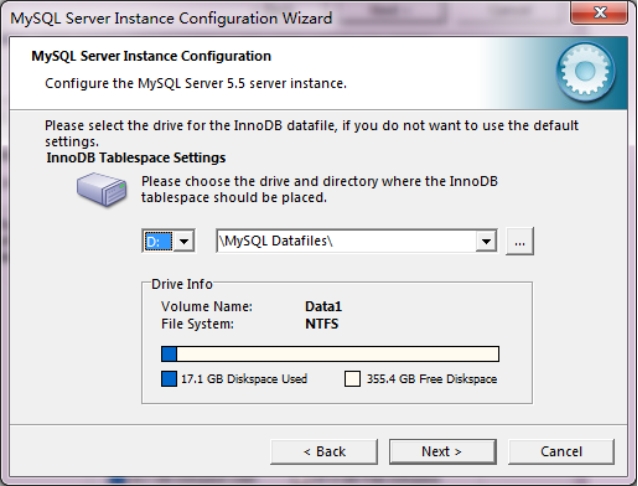 MySQL Server Instance Configuration Wizard
MySQL Server Instance Configuration
Configure the MySQL Server 5.5 server instance.
Please select the drive for the InnoDB datafile, if you do not want to use the default
settings.
InnoDB Tablespace Settings
Please choose the drive and directory where the InnoDB
tablespace should be placed.
D: \MySQL Datafiles\ ...
Drive Info
Volume Name: Data1
File System: NTFS
17.1 GB Diskspace Used 355.4 GB Free Diskspace
< Back Next > Cancel